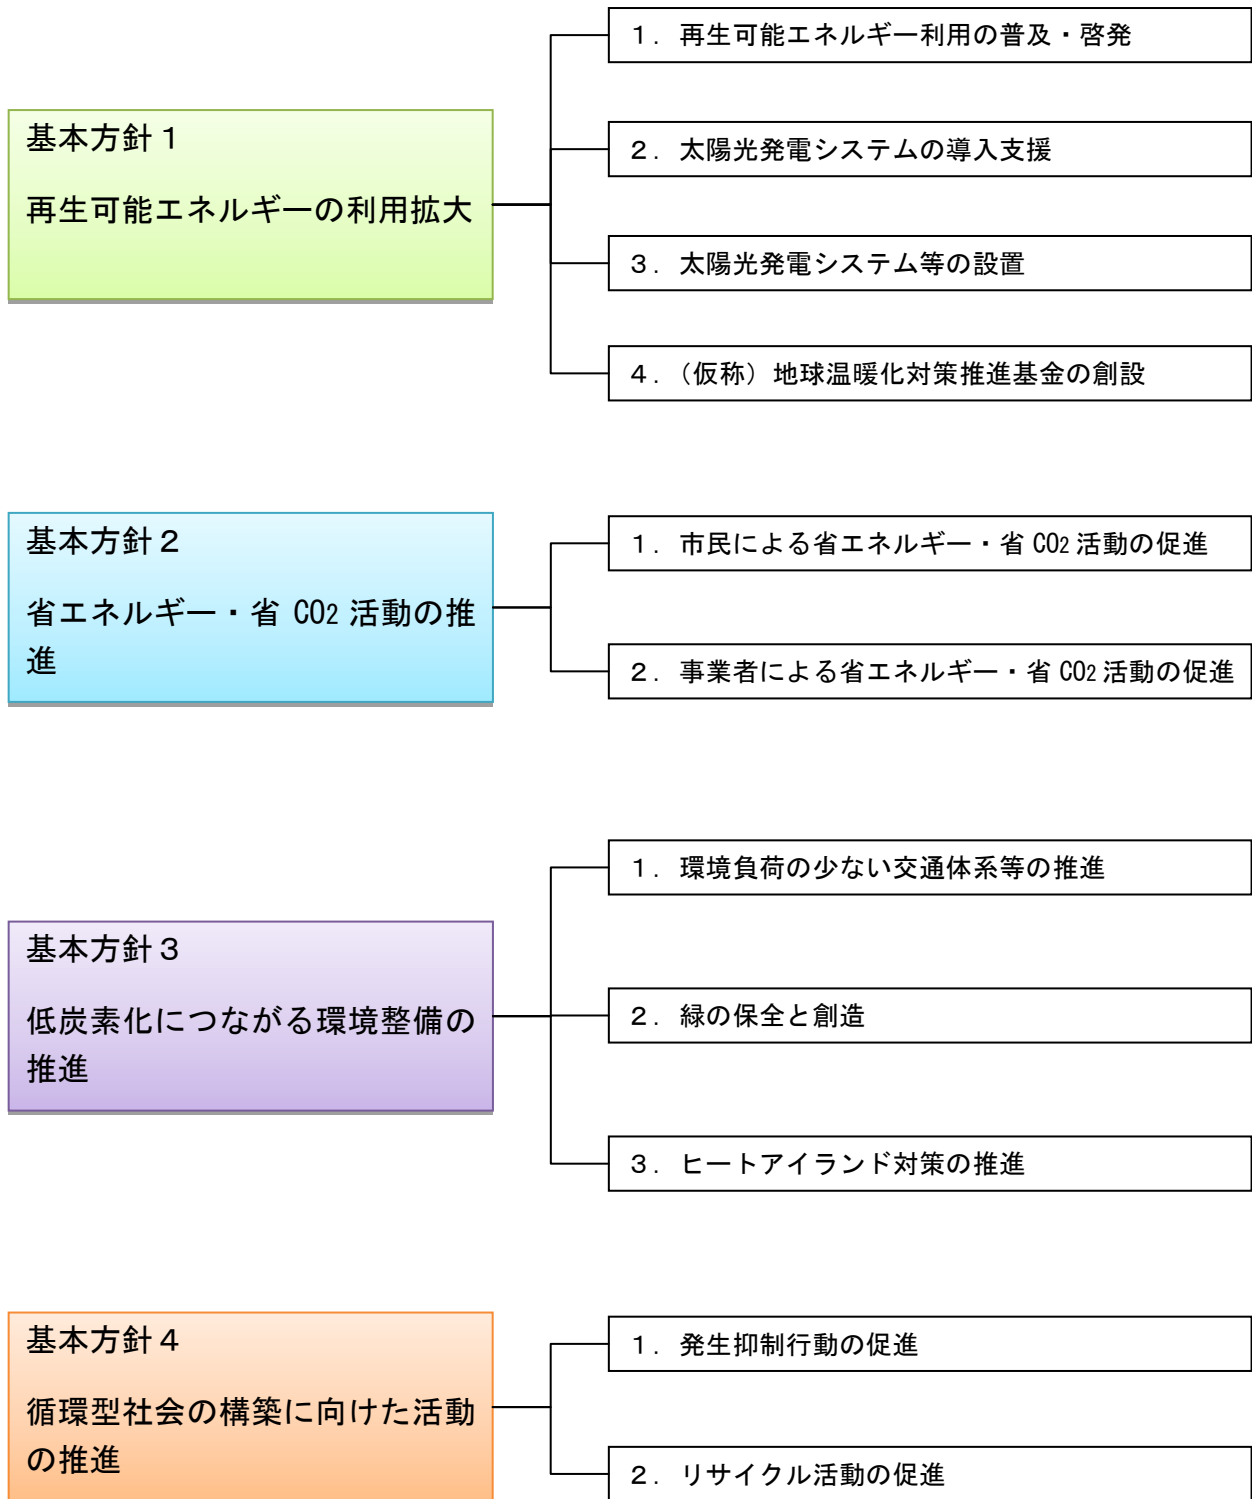 基本方針１
再生可能エネルギーの利用拡大
１．再生可能エネルギー利用の普及・啓発
２．太陽光発電システムの導入支援
３．太陽光発電システム等の設置
４．（仮称）地球温暖化対策推進基金の創設
基本方針２
省エネルギー・省 CO2 活動の推
進
１．市民による省エネルギー・省 CO2 活動の促進
２．事業者による省エネルギー・省 CO2 活動の促進
基本方針３
低炭素化につながる環境整備の
推進
１．環境負荷の少ない交通体系等の推進
２．緑の保全と創造
３．ヒートアイランド対策の推進
基本方針４
循環型社会の構築に向けた活動
の推進
１．発生抑制行動の促進
２．リサイクル活動の促進